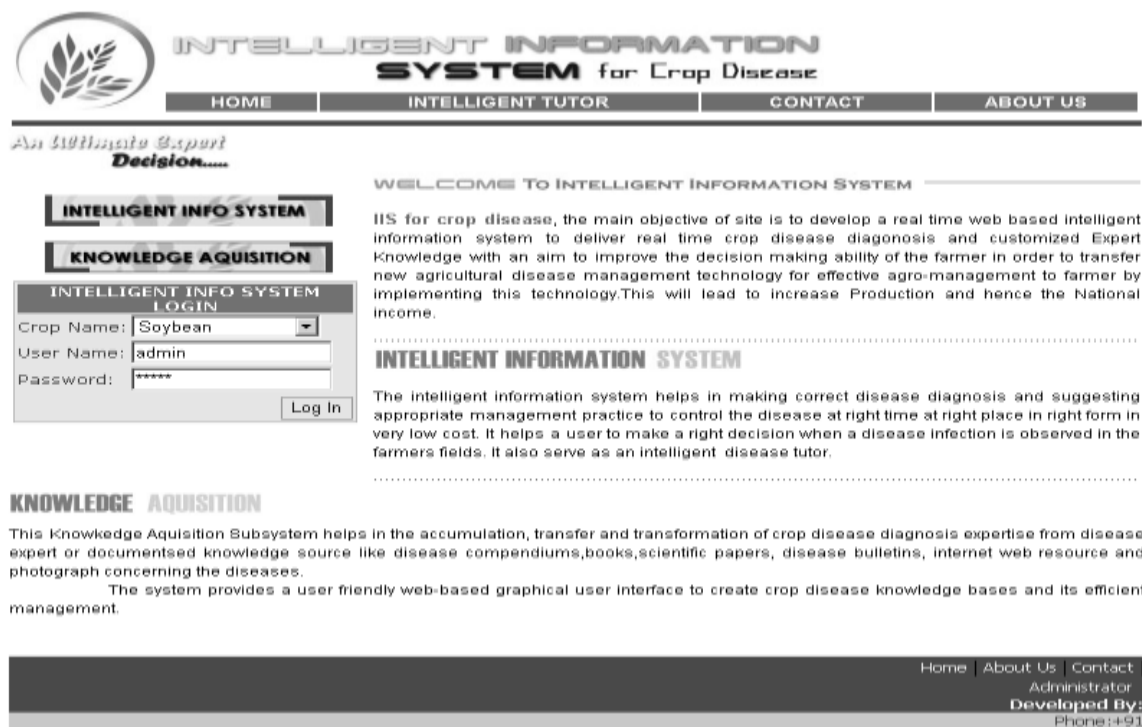 INTELLIGENT INFORMATION
SYSTEM for Crop Disease
HOME
INTELLIGENT TUTOR
CONTACT
ABOUT US
An Ultimate Expert
Decision.....
INTELLIGENT INFO SYSTEM
KNOWLEDGE AQUISITION
INTELLIGENT INFO SYSTEM
LOGIN
Crop Name: Soybean
User Name: admin
Password: *****
Log In
WELCOME TO INTELLIGENT INFORMATION SYSTEM
IIS for crop disease, the main objective of site is to develop a real time web based intelligent
information system to deliver real time crop disease diagonosis and customized Expert
Knowledge with an aim to improve the decision making ability of the farmer in order to transfer
new agricultural disease management technology for effective agro-management to farmer by
implementing this technology.This will lead to increase Production and hence the National
income.
INTELLIGENT INFORMATION SYSTEM
The intelligent information system helps in making correct disease diagnosis and suggesting
appropriate management practice to control the disease at right time at right place in right form in
very low cost. It helps a user to make a right decision when a disease infection is observed in the
farmers fields. It also serve as an intelligent disease tutor.
KNOWLEDGE AQUISITION
This Knowkedge Aquisition Subsystem helps in the accumulation, transfer and transformation of crop disease diagnosis expertise from disease
expert or documentsed knowledge source like disease compendiums,books,scientific papers, disease bulletins, internet web resource and
photograph concerning the diseases.
The system provides a user friendly web-based graphical user interface to create crop disease knowledge bases and its efficient
management.
Home | About Us | Contact
Administrator
Developed By:
Phone:+91